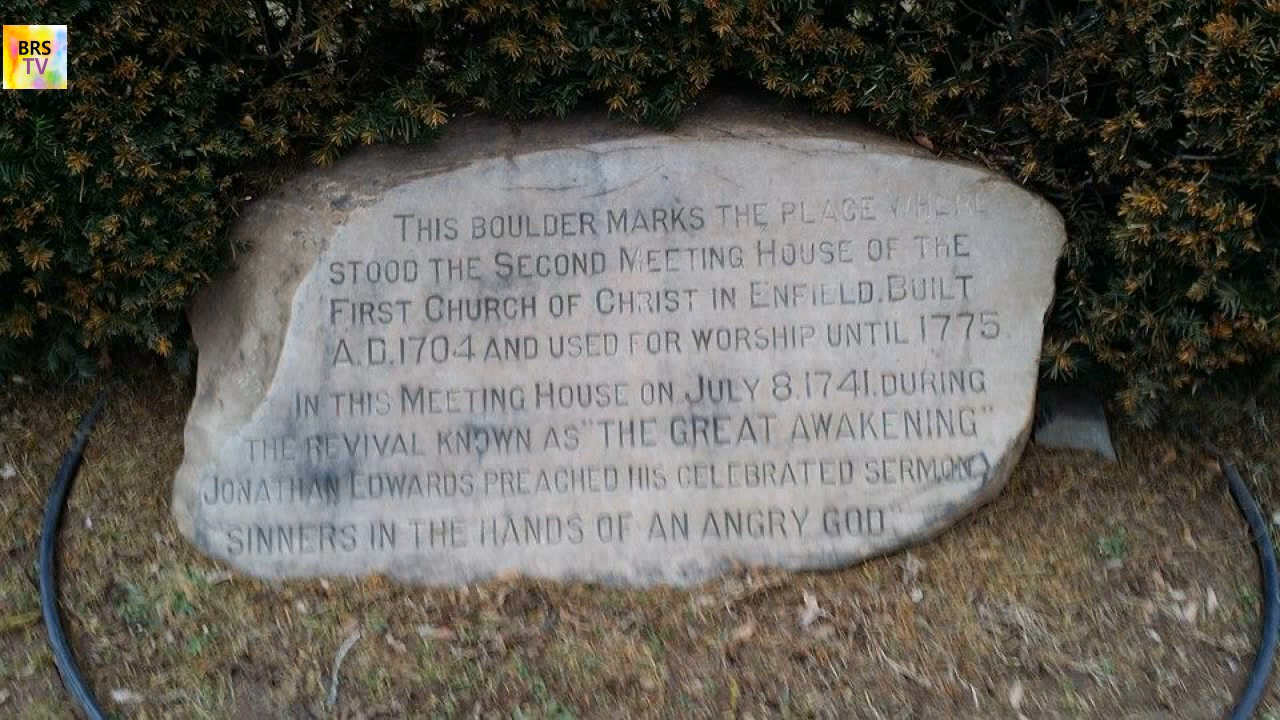 BRS
TV
THIS BOULDER MARKS THE PLACE WHERE
STOOD THE SECOND MEETING HOUSE OF THE
FIRST CHURCH OF CHRIST IN ENFIELD. BUILT
A.D. 1704 AND USED FOR WORSHIP UNTIL 1775
IN THIS MEETING HOUSE ON JULY 8. 1741. DURING
THE REVIVAL KNOWN AS "THE GREAT AWAKENING"
JONATHAN EDWARDS PREACHED HIS CELEBRATED SERMON
"SINNERS IN THE HANDS OF AN ANGRY GOD"